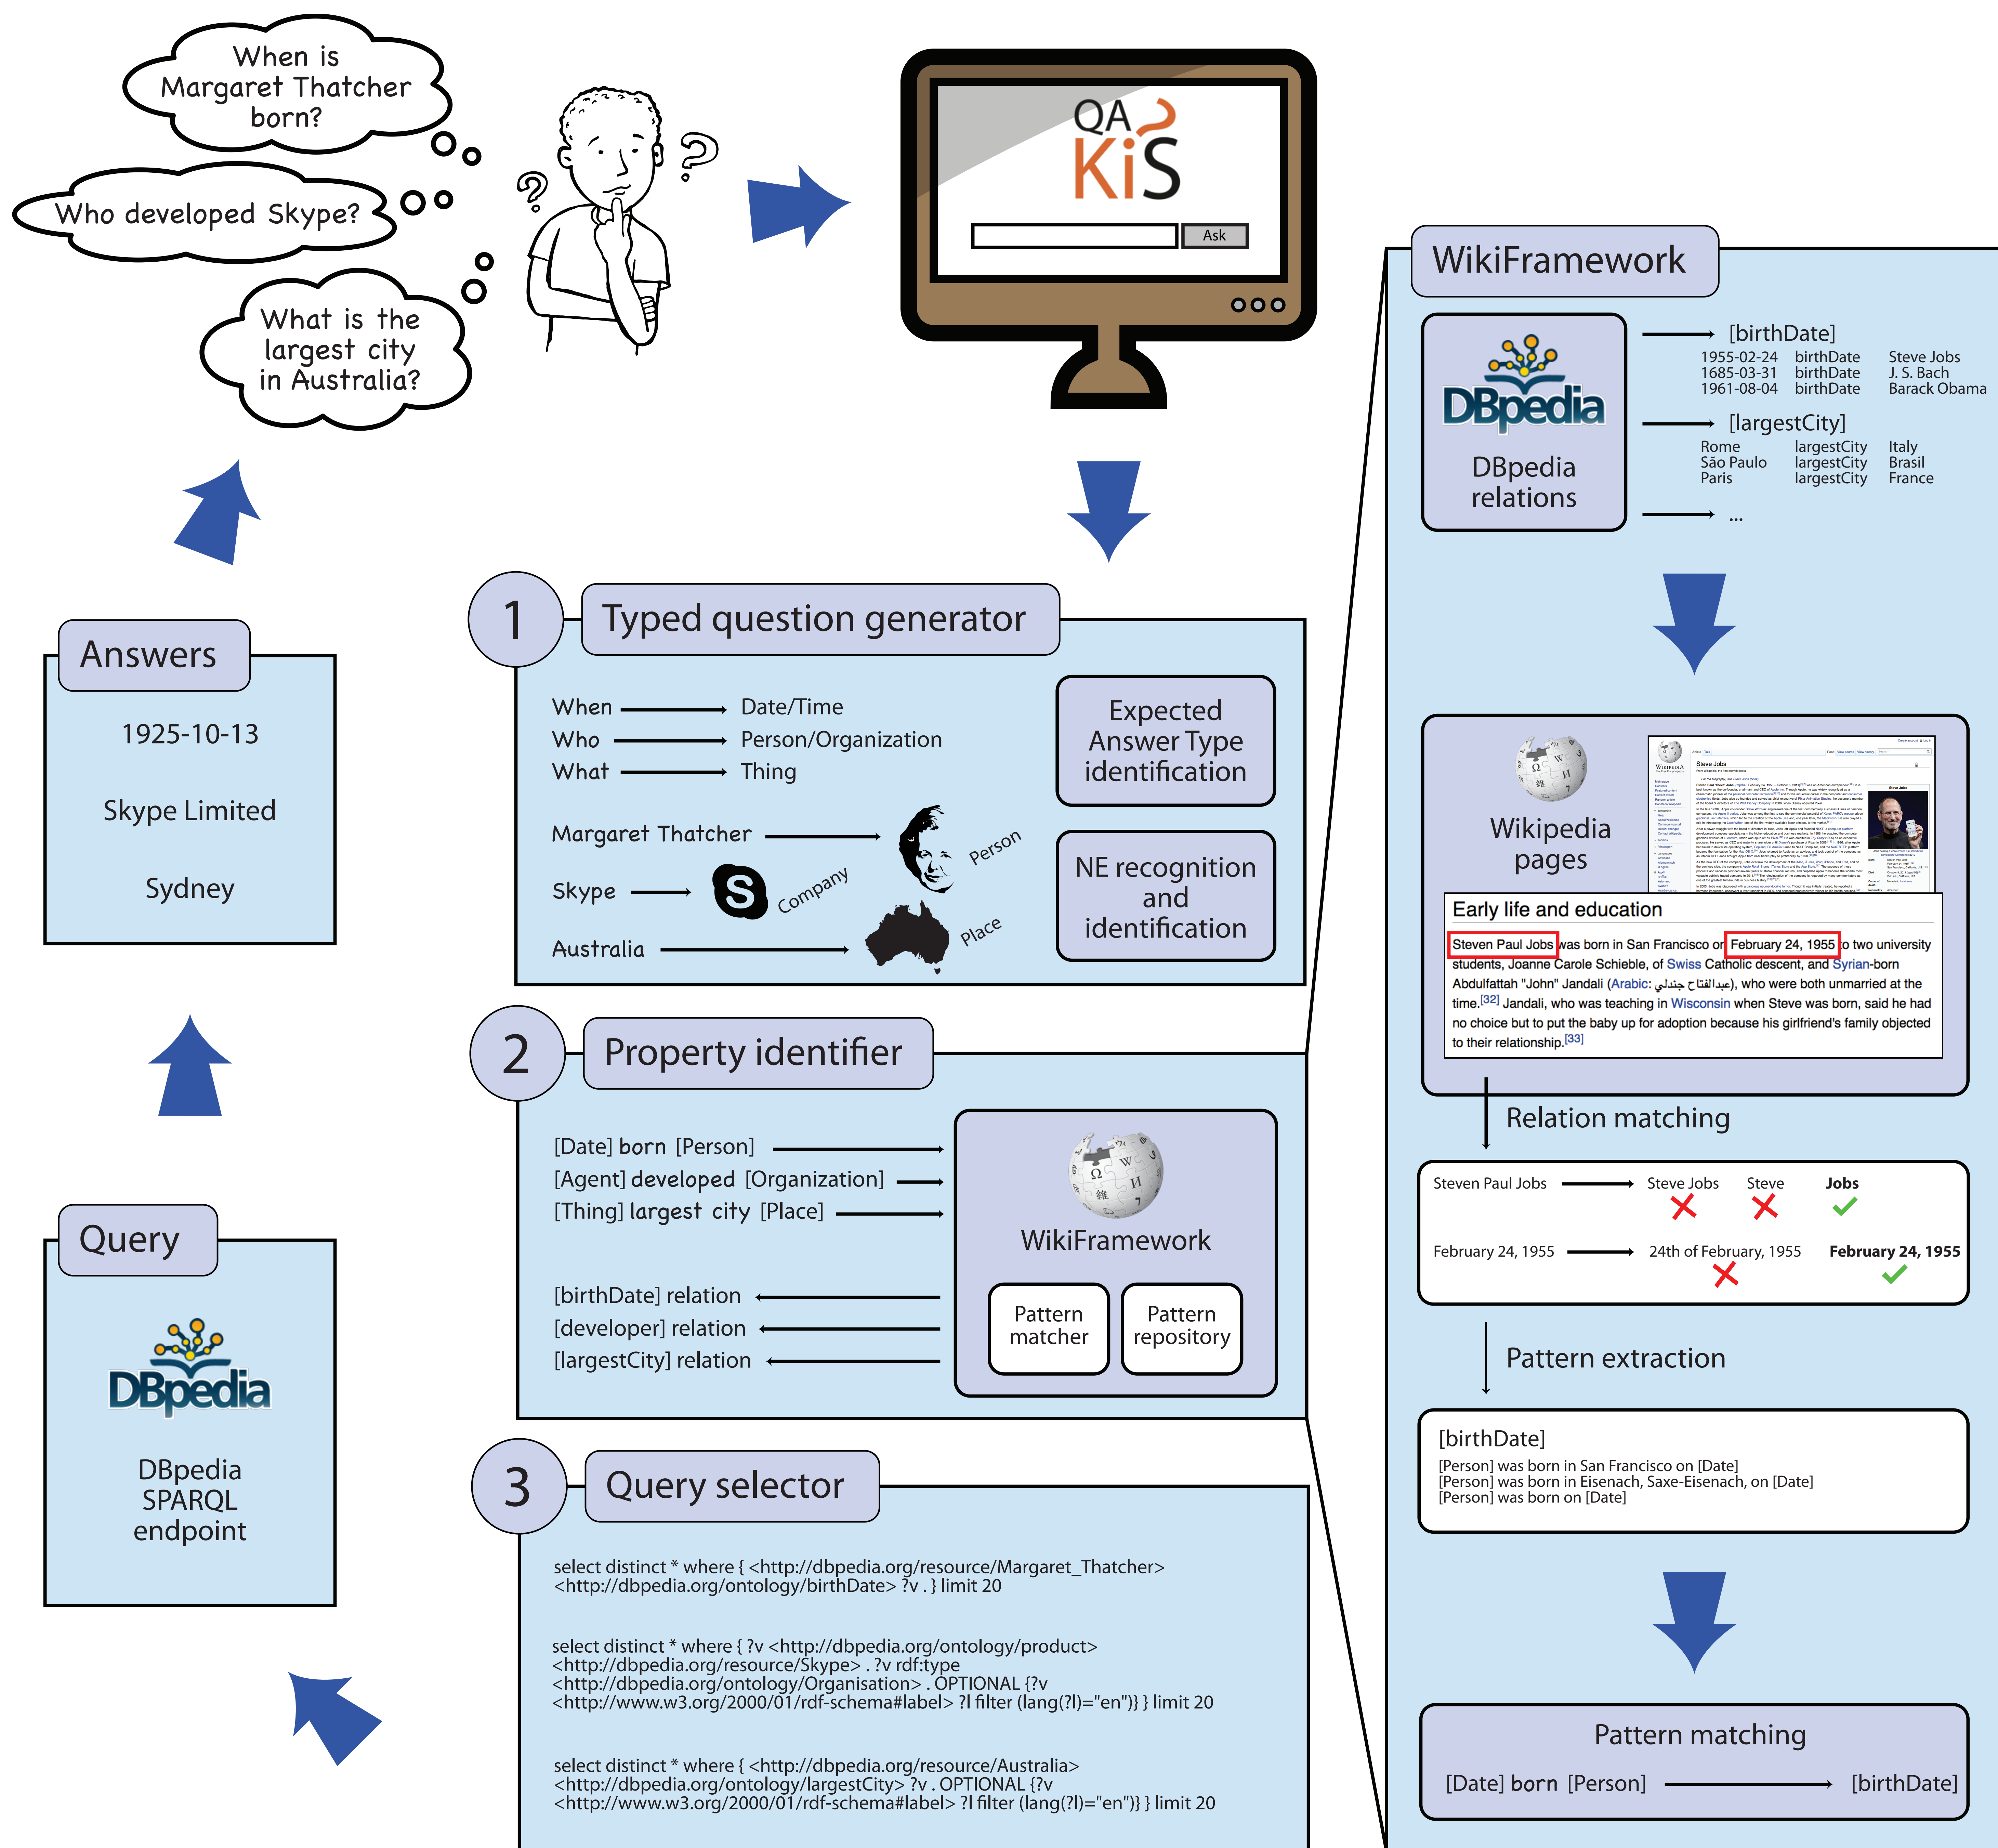 When is
Margaret Thatcher
born?
Who developed Skype?
What is the
largest city
in Australia?
? ?
QA
KiS
Ask
1
Typed question generator
When
Date/Time
Who
Person/Organization
What
Thing
Margaret Thatcher
Person
Skype
S
Company
Australia
Place
Expected
Answer Type
identification
NE recognition
and
identification
2
Property identifier
[Date] born [Person]
[Agent] developed [Organization]
[Thing] largest city [Place]
[birthDate] relation
[developer] relation
[largestCity] relation
WikiFramework
Pattern
matcher
Pattern
repository
3
Query selector
select distinct * where { <http://dbpedia.org/resource/Margaret_Thatcher>
<http://dbpedia.org/ontology/birthDate> ?v . } limit 20
select distinct * where { ?v <http://dbpedia.org/ontology/product>
<http://dbpedia.org/resource/Skype> . ?v rdf:type
<http://dbpedia.org/ontology/Organisation> . OPTIONAL {?v
<http://www.w3.org/2000/01/rdf-schema#label> ?l filter (lang(?l)="en")} } limit 20
select distinct * where { <http://dbpedia.org/resource/Australia>
<http://dbpedia.org/ontology/largestCity> ?v . OPTIONAL {?v
<http://www.w3.org/2000/01/rdf-schema#label> ?l filter (lang(?l)="en")} } limit 20
Query
DBpedia
DBpedia
SPARQL
endpoint
Answers
1925-10-13
Skype Limited
Sydney
WikiFramework
DBpedia
DBpedia
relations
[birthDate]
1955-02-24 birthDate Steve Jobs
1685-03-31 birthDate J. S. Bach
1961-08-04 birthDate Barack Obama
[largestCity]
Rome largestCity Italy
São Paulo largestCity Brasil
Paris largestCity France
...
Wikipedia
pages
WIKIPEDIA
Steve Jobs
Early life and education
Steven Paul Jobs was born in San Francisco on February 24, 1955 to two university
students, Joanne Carole Schieble, of Swiss Catholic descent, and Syrian-born
Abdulfattah "John" Jandali (Arabic: عبدالفتاح جندلي), who were both unmarried at the
time.[32] Jandali, who was teaching in Wisconsin when Steve was born, said he had
no choice but to put the baby up for adoption because his girlfriend's family objected
to their relationship.[33]
Relation matching
Steven Paul Jobs
Steve Jobs Steve Jobs
February 24, 1955
24th of February, 1955 February 24, 1955
Pattern extraction
[birthDate]
[Person] was born in San Francisco on [Date]
[Person] was born in Eisenach, Saxe-Eisenach, on [Date]
[Person] was born on [Date]
Pattern matching
[Date] born [Person]
[birthDate]